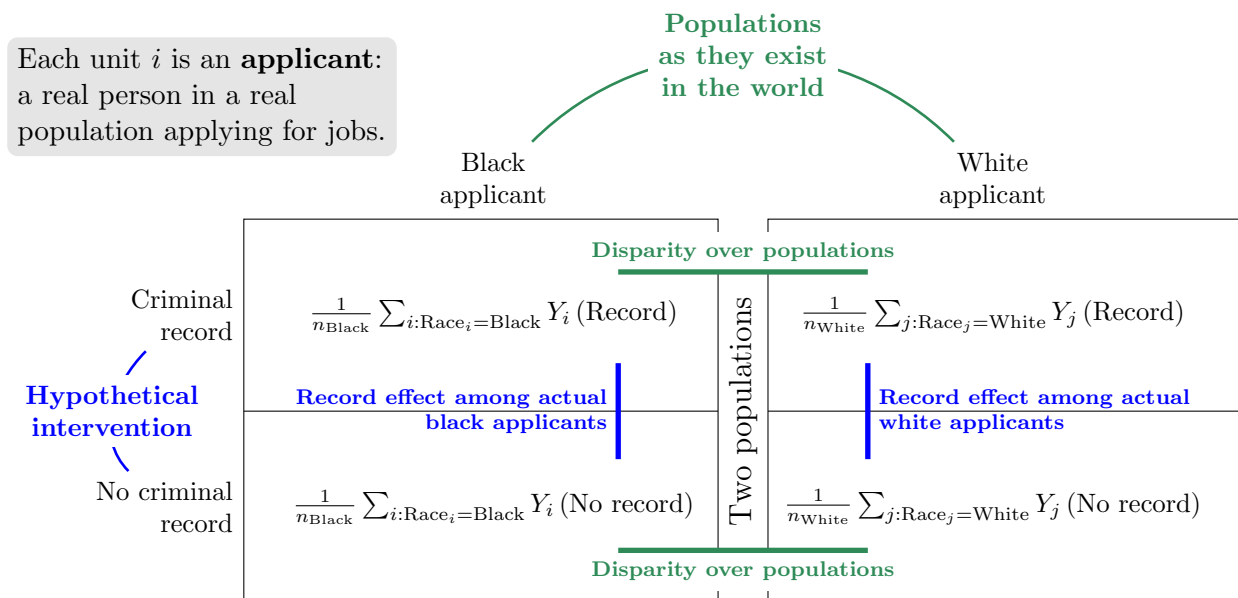 Populations
as they exist
in the world
Each unit i is an applicant:
a real person in a real
population applying for jobs.
Black
applicant
White
applicant
Disparity over populations
Criminal
record
1/n_Black ∑_{i:Race_i=Black} Y_i (Record)
Two populations
1/n_White ∑_{j:Race_j=White} Y_j (Record)
Hypothetical
intervention
Record effect among actual
black applicants
Record effect among actual
white applicants
No criminal
record
1/n_Black ∑_{i:Race_i=Black} Y_i (No record)
1/n_White ∑_{j:Race_j=White} Y_j (No record)
Disparity over populations